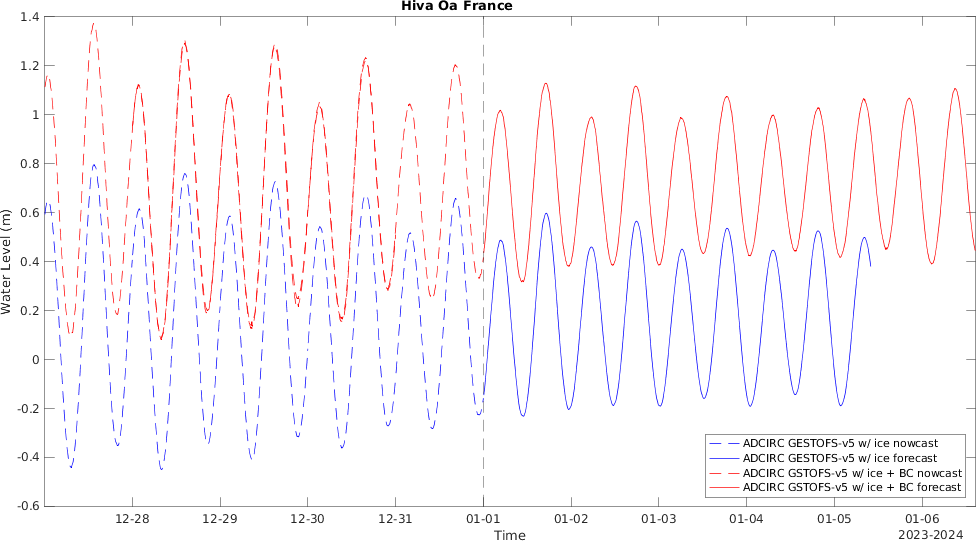 Hiva Oa France
1.4
1.2
1
0.8
0.6
0.4
0.2
0
-0.2
-0.4
-0.6
Water Level (m)
ADCIRC GESTOFS-v5 w/ ice nowcast
ADCIRC GESTOFS-v5 w/ ice forecast
ADCIRC GSTOFS-v5 w/ ice + BC nowcast
ADCIRC GSTOFS-v5 w/ ice + BC forecast
12-28 12-29 12-30 12-31 01-01 01-02 01-03 01-04 01-05 01-06
Time
2023-2024